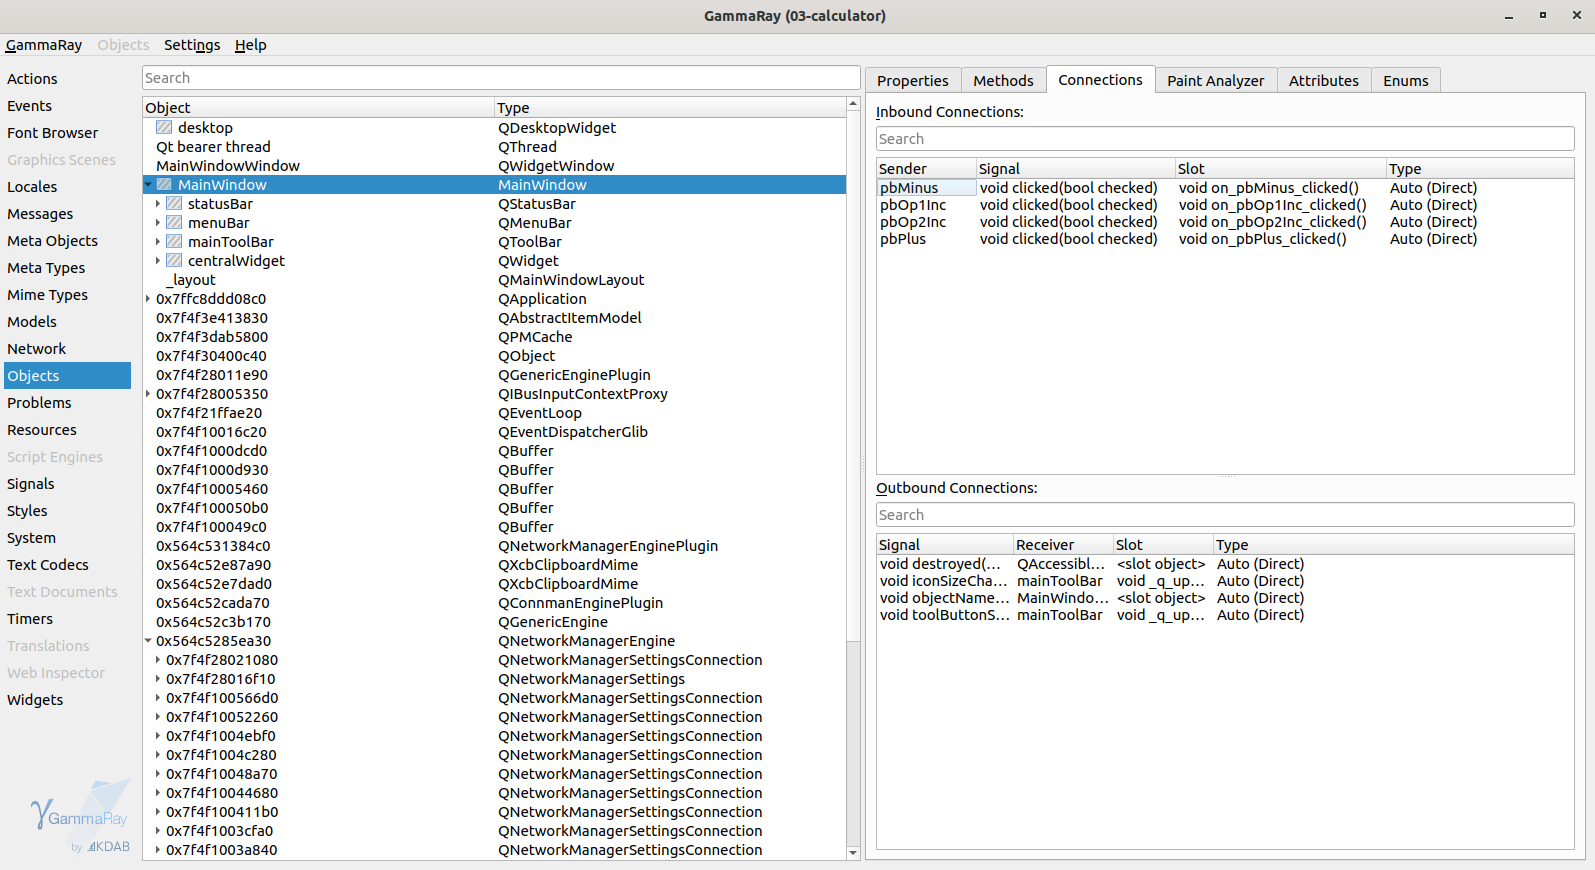 GammaRay (03-calculator)
GammaRay Objects Settings Help
Actions
Events
Font Browser
Graphics Scenes
Locales
Messages
Meta Objects
Meta Types
Mime Types
Models
Network
Objects
Problems
Resources
Script Engines
Signals
Styles
System
Text Codecs
Text Documents
Timers
Translations
Web Inspector
Widgets
GammaRay
by KDAB
Search
Object Type
desktop QDesktopWidget
Qt bearer thread QThread
MainWindowWindow QWidgetWindow
MainWindow MainWindow
statusBar QStatusBar
menuBar QMenuBar
mainToolBar QToolBar
centralWidget QWidget
_layout QMainWindowLayout
0x7ffc8ddd08c0 QApplication
0x7f4f3e413830 QAbstractItemModel
0x7f4f3dab5800 QPMCache
0x7f4f30400c40 QObject
0x7f4f28011e90 QGenericEnginePlugin
0x7f4f28005350 QIBusInputContextProxy
0x7f4f21ffae20 QEventLoop
0x7f4f10016c20 QEventDispatcherGlib
0x7f4f1000dcd0 QBuffer
0x7f4f1000d930 QBuffer
0x7f4f10005460 QBuffer
0x7f4f100050b0 QBuffer
0x7f4f100049c0 QBuffer
0x564c531384c0 QNetworkManagerEnginePlugin
0x564c52e87a90 QXcbClipboardMime
0x564c52e7dad0 QXcbClipboardMime
0x564c52cada70 QConnmanEnginePlugin
0x564c52c3b170 QGenericEngine
0x564c5285ea30 QNetworkManagerEngine
0x7f4f28021080 QNetworkManagerSettingsConnection
0x7f4f28016f10 QNetworkManagerSettings
0x7f4f100566d0 QNetworkManagerSettingsConnection
0x7f4f10052260 QNetworkManagerSettingsConnection
0x7f4f1004ebf0 QNetworkManagerSettingsConnection
0x7f4f1004c280 QNetworkManagerSettingsConnection
0x7f4f10048a70 QNetworkManagerSettingsConnection
0x7f4f10044680 QNetworkManagerSettingsConnection
0x7f4f100411b0 QNetworkManagerSettingsConnection
0x7f4f1003cfa0 QNetworkManagerSettingsConnection
0x7f4f1003a840 QNetworkManagerSettingsConnection
Properties Methods Connections Paint Analyzer Attributes Enums
Inbound Connections:
Search
Sender Signal Slot Type
pbMinus void clicked(bool checked) void on_pbMinus_clicked() Auto (Direct)
pbOp1Inc void clicked(bool checked) void on_pbOp1Inc_clicked() Auto (Direct)
pbOp2Inc void clicked(bool checked) void on_pbOp2Inc_clicked() Auto (Direct)
pbPlus void clicked(bool checked) void on_pbPlus_clicked() Auto (Direct)
Outbound Connections:
Search
Signal Receiver Slot Type
void destroyed(... QAccessibl... <slot object> Auto (Direct)
void iconSizeCha... mainToolBar void _q_up... Auto (Direct)
void objectName... MainWindo... <slot object> Auto (Direct)
void toolButtonS... mainToolBar void _q_up... Auto (Direct)